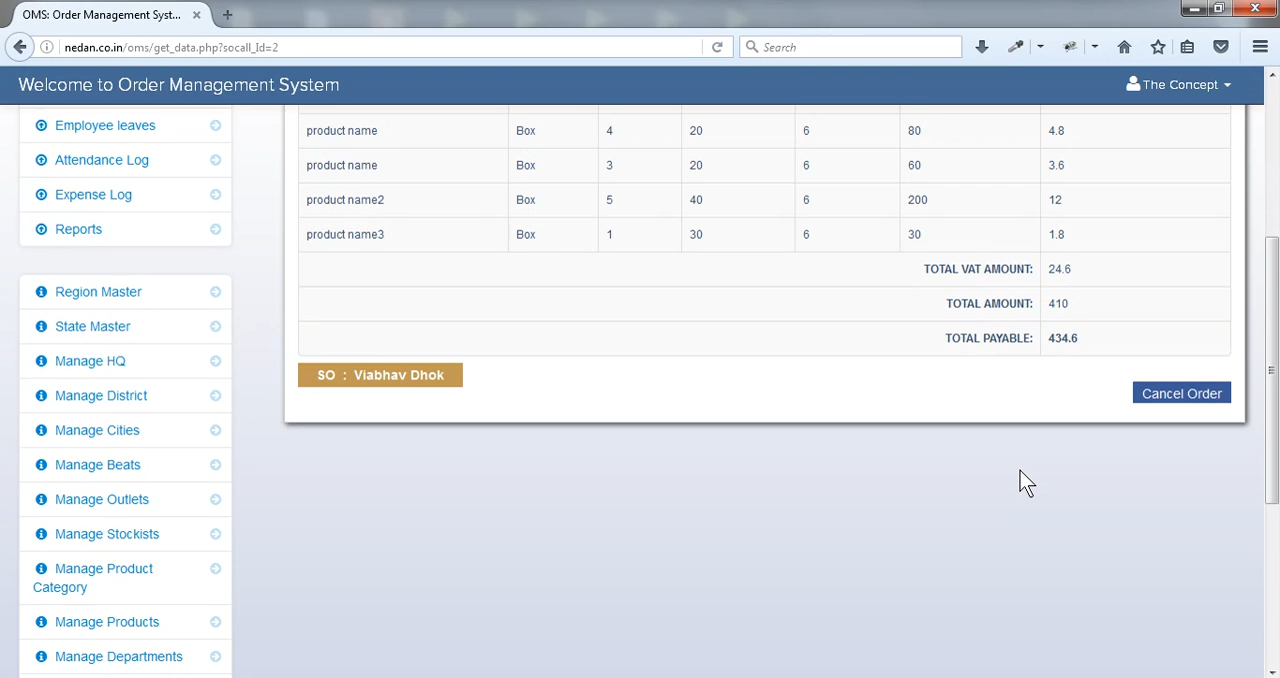 OMS: Order Management Syst...
nedan.co.in/oms/get_data.php?socall_Id=2
Search
Welcome to Order Management System
The Concept
Employee leaves
Attendance Log
Expense Log
Reports
Region Master
State Master
Manage HQ
Manage District
Manage Cities
Manage Beats
Manage Outlets
Manage Stockists
Manage Product
Category
Manage Products
Manage Departments
product name Box 4 20 6 80 4.8
product name Box 3 20 6 60 3.6
product name2 Box 5 40 6 200 12
product name3 Box 1 30 6 30 1.8
TOTAL VAT AMOUNT: 24.6
TOTAL AMOUNT: 410
TOTAL PAYABLE: 434.6
SO : Viabhav Dhok
Cancel Order